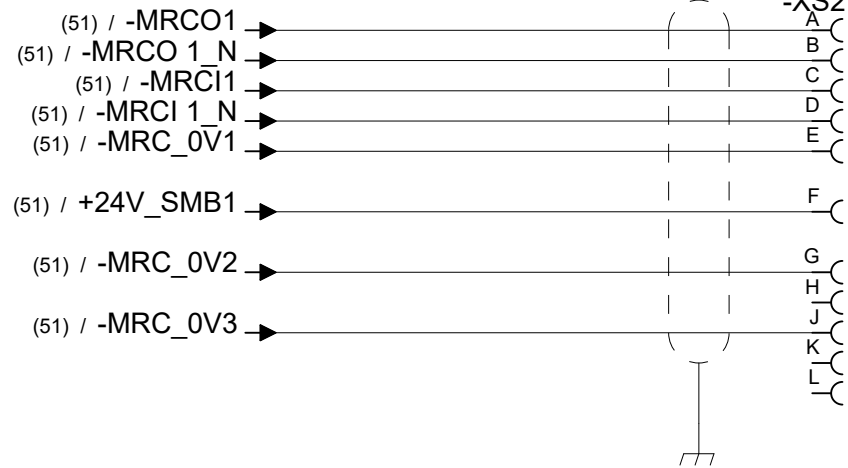 -XS2
(51) / -MRCO1 A
(51) / -MRCO 1_N B
(51) / -MRCI1 C
(51) / -MRCI 1_N D
(51) / -MRC_0V1 E
(51) / +24V_SMB1 F
(51) / -MRC_0V2 G
H
(51) / -MRC_0V3 J
K
L